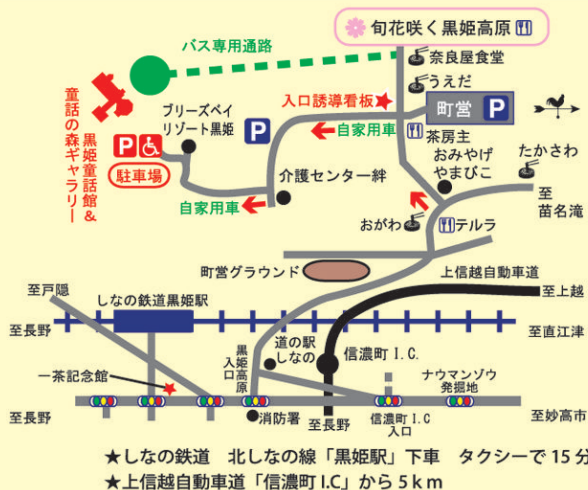 旬花咲く黒姫高原
バス専用通路
奈良屋食堂
うえだ
入口誘導看板
町営 P
童話の森ギャラリー
黒姫童話館＆
ブリーズベイ
リゾート黒姫
P
自家用車
茶房主
おみやげ
やまびこ
たかさわ
P
駐車場
介護センター絆
至
苗名滝
自家用車
おがわ
テルラ
町営グラウンド
上信越自動車道
至戸隠
しなの鉄道黒姫駅
至上越
至長野
至直江津
黒姫高原
入口
道の駅
しなの
信濃町 I.C.
一茶記念館
ナウマンゾウ
発掘地
至長野
消防署
至長野
信濃町 I.C
入口
至妙高市
★しなの鉄道　北しなの線「黒姫駅」下車　タクシーで 15 分
★上信越自動車道「信濃町 I.C」から 5 k m